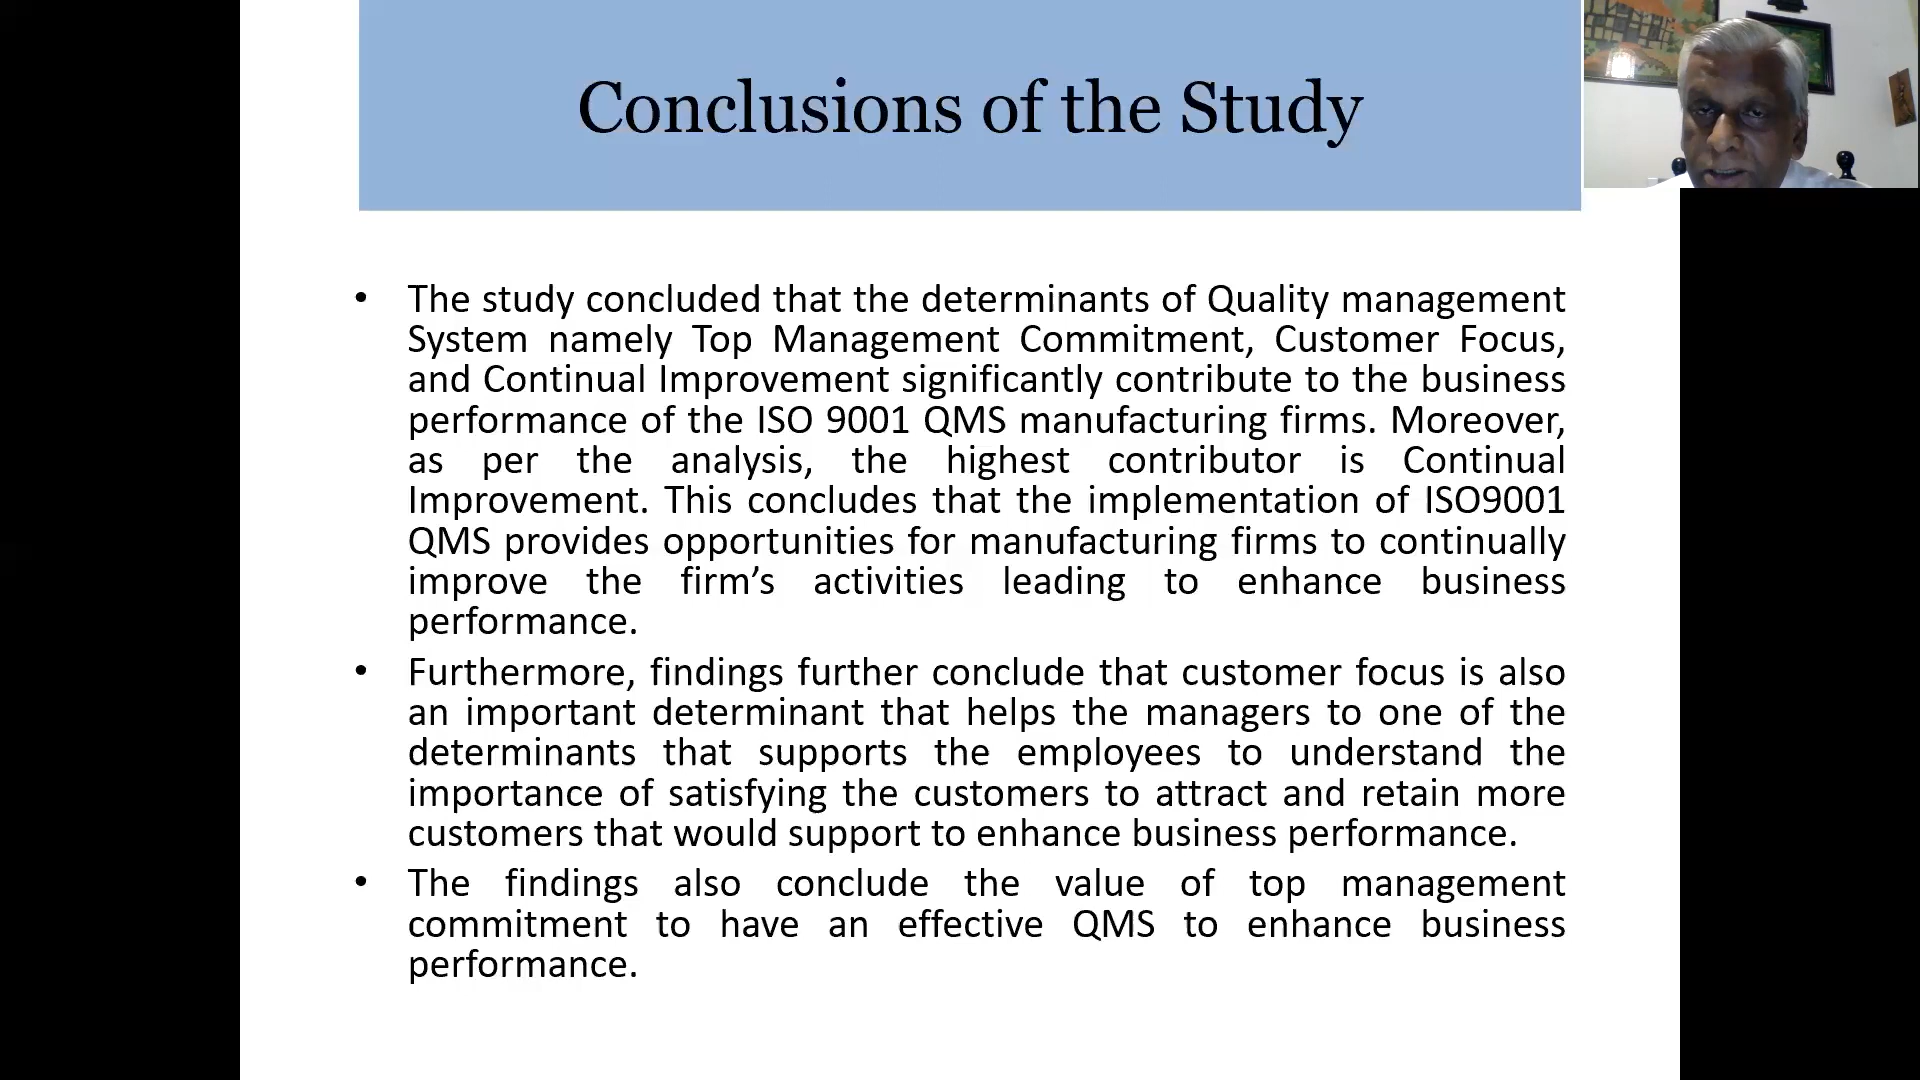 Conclusions of the Study
• The study concluded that the determinants of Quality management
System namely Top Management Commitment, Customer Focus,
and Continual Improvement significantly contribute to the business
performance of the ISO 9001 QMS manufacturing firms. Moreover,
as per the analysis, the highest contributor is Continual
Improvement. This concludes that the implementation of ISO9001
QMS provides opportunities for manufacturing firms to continually
improve the firm’s activities leading to enhance business
performance.
• Furthermore, findings further conclude that customer focus is also
an important determinant that helps the managers to one of the
determinants that supports the employees to understand the
importance of satisfying the customers to attract and retain more
customers that would support to enhance business performance.
• The findings also conclude the value of top management
commitment to have an effective QMS to enhance business
performance.